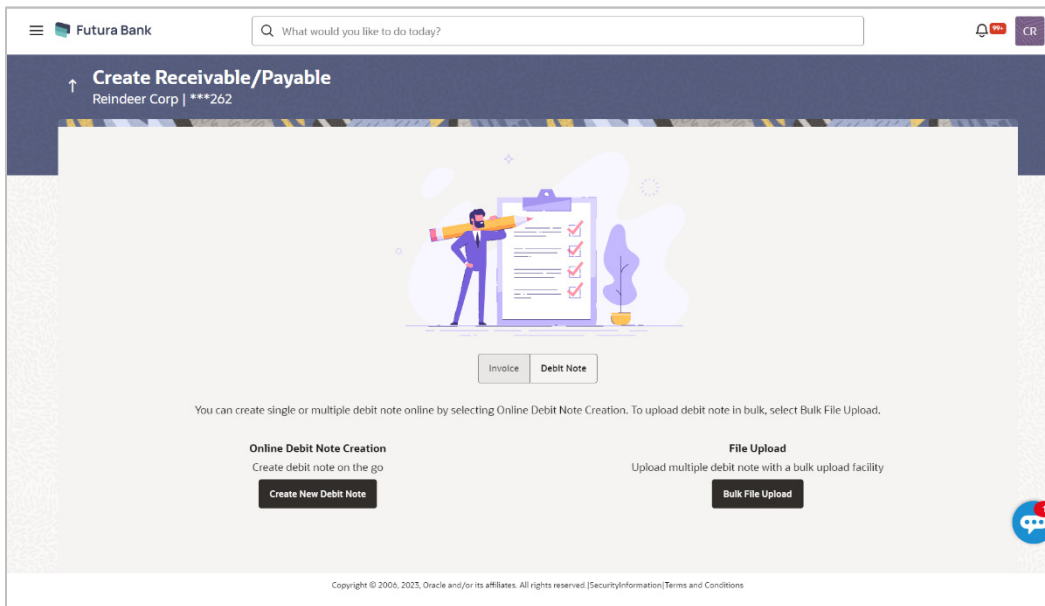 Futura Bank
What would you like to do today?
99+
CR
Create Receivable/Payable
Reindeer Corp | ***262
Invoice
Debit Note
You can create single or multiple debit note online by selecting Online Debit Note Creation. To upload debit note in bulk, select Bulk File Upload.
Online Debit Note Creation
File Upload
Create debit note on the go
Upload multiple debit note with a bulk upload facility
Create New Debit Note
Bulk File Upload
Copyright © 2006, 2023, Oracle and/or its affiliates. All rights reserved.|SecurityInformation|Terms and Conditions